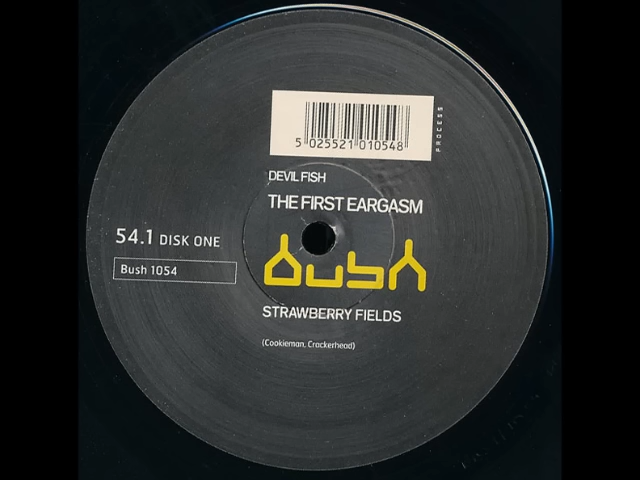 5 025521 010548
PROCESS
DEVIL FISH
THE FIRST EARGASM
54.1 DISK ONE
Bush 1054
bush
STRAWBERRY FIELDS
(Cookieman, Crackerhead)